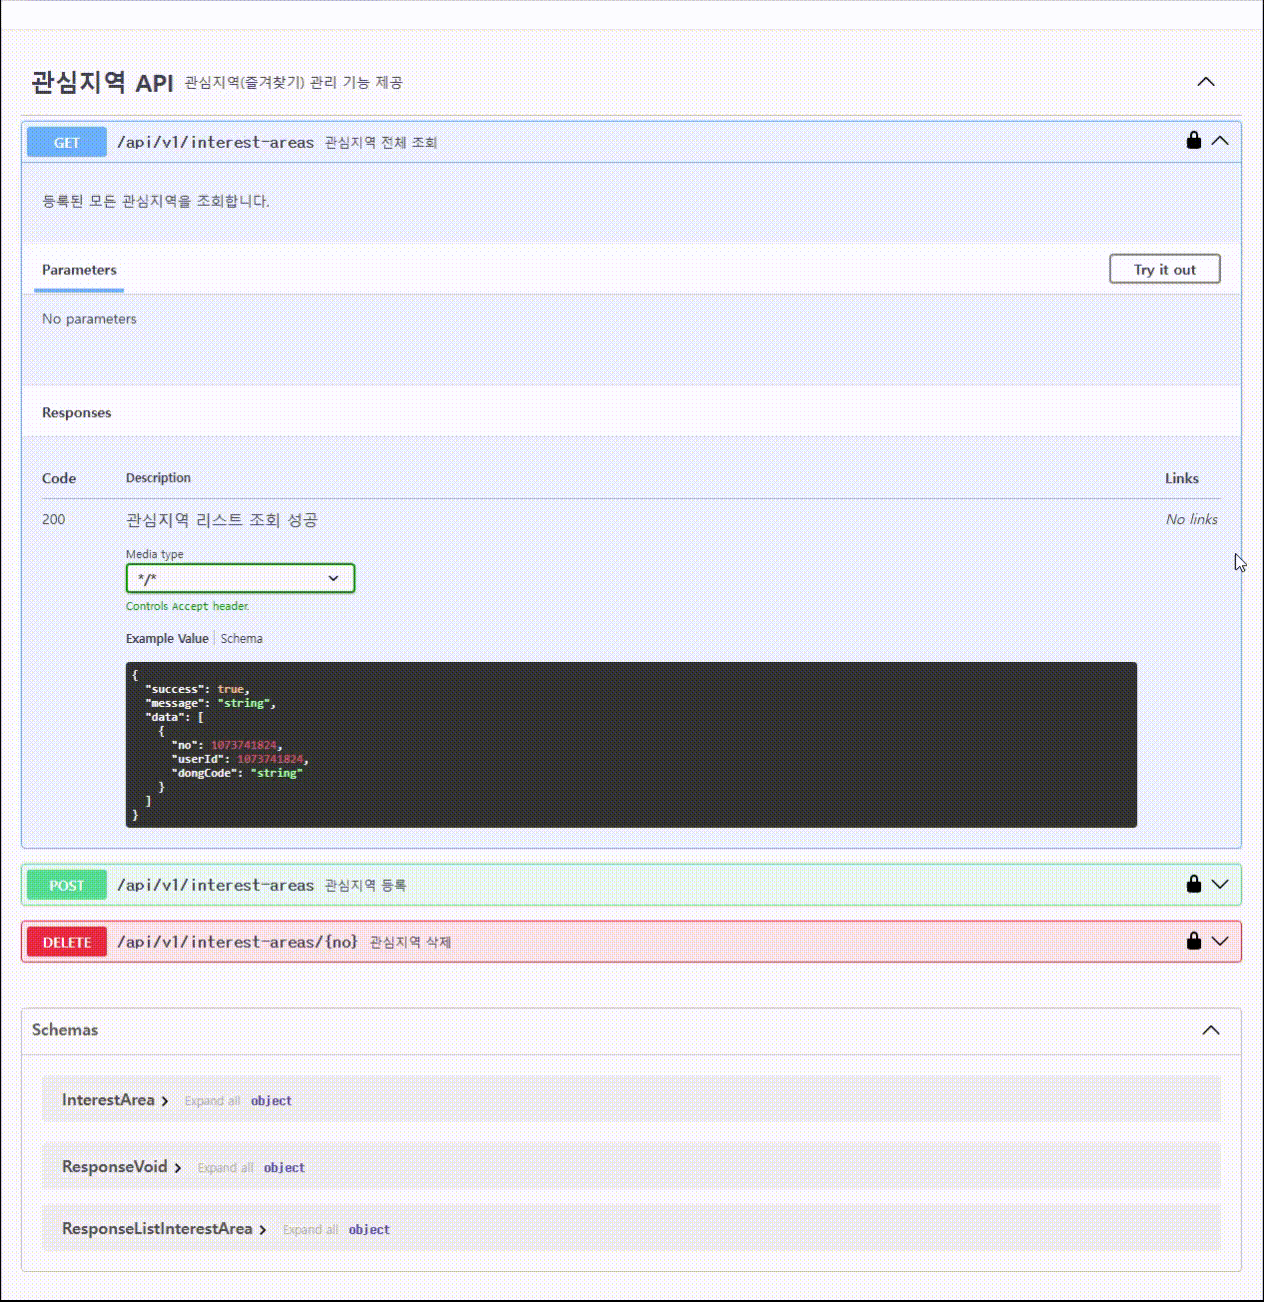 관심지역 API 관심지역(즐겨찾기) 관리 기능 제공
GET /api/v1/interest-areas 관심지역 전체 조회
등록된 모든 관심지역을 조회합니다.
Parameters Try it out
No parameters
Responses
Code Description Links
200 관심지역 리스트 조회 성공 No links
Media type
*/*
Controls Accept header.
Example Value Schema
{
  "success": true,
  "message": "string",
  "data": [
    {
      "no": 1073741824,
      "userId": 1073741824,
      "dongCode": "string"
    }
  ]
}
POST /api/v1/interest-areas 관심지역 등록
DELETE /api/v1/interest-areas/{no} 관심지역 삭제
Schemas
InterestArea Expand all object
ResponseVoid Expand all object
ResponseListInterestArea Expand all object